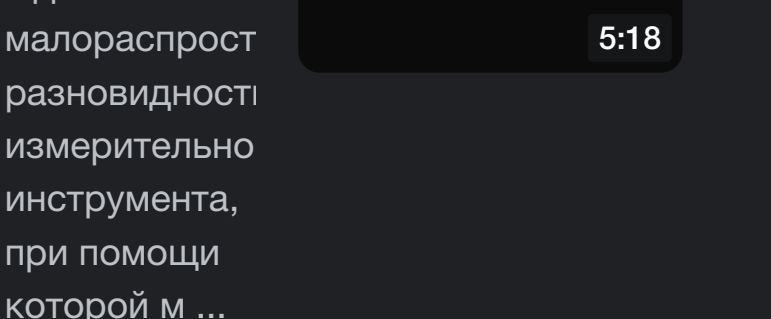 малораспрост
разновидност
измерительно
инструмента,
при помощи
которой м ...
5:18